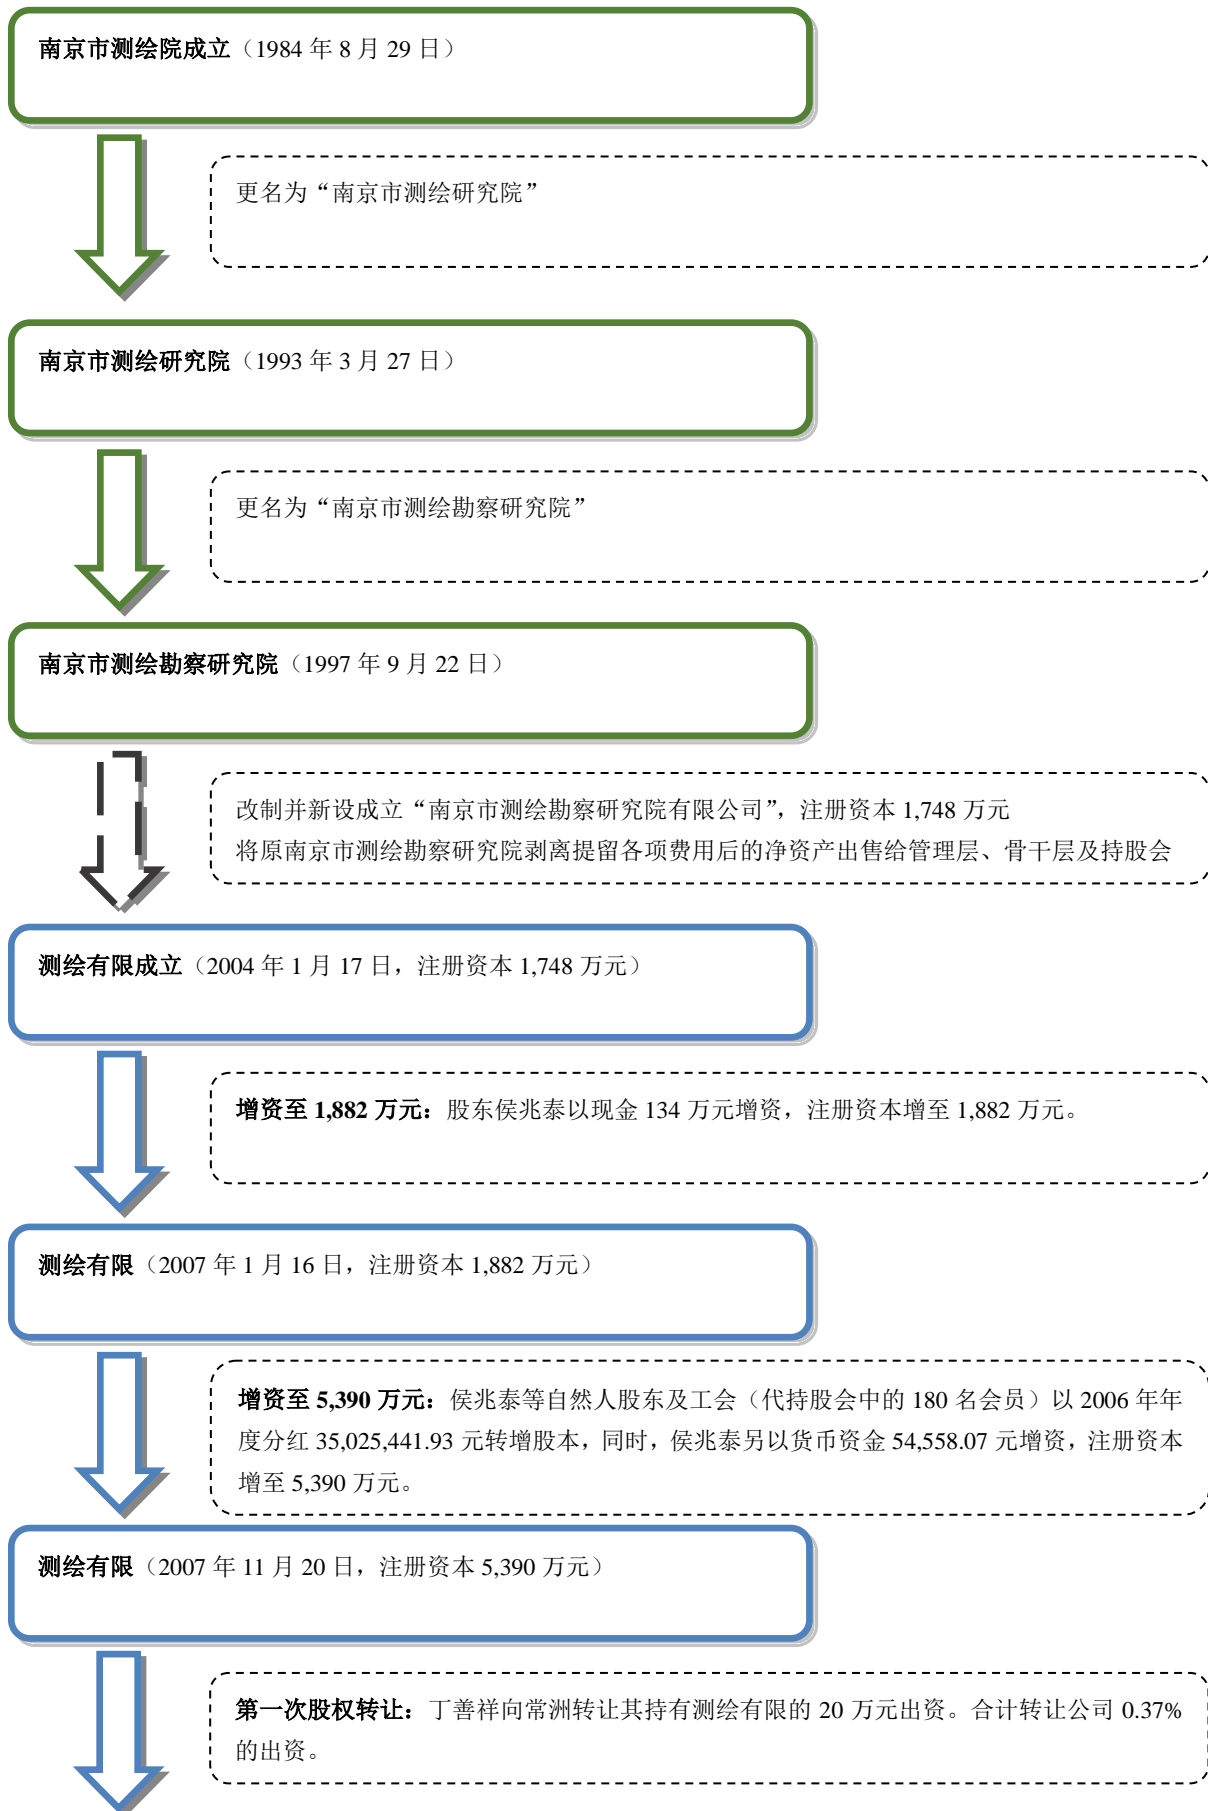 南京市测绘院成立（1984 年 8 月 29 日）
更名为“南京市测绘研究院”
南京市测绘研究院（1993 年 3 月 27 日）
更名为“南京市测绘勘察研究院”
南京市测绘勘察研究院（1997 年 9 月 22 日）
改制并新设成立“南京市测绘勘察研究院有限公司”，注册资本 1,748 万元
将原南京市测绘勘察研究院剥离提留各项费用后的净资产出售给管理层、骨干层及持股会
测绘有限成立（2004 年 1 月 17 日，注册资本 1,748 万元）
增资至 1,882 万元：股东侯兆泰以现金 134 万元增资，注册资本增至 1,882 万元。
测绘有限（2007 年 1 月 16 日，注册资本 1,882 万元）
增资至 5,390 万元：侯兆泰等自然人股东及工会（代持股会中的 180 名会员）以 2006 年年
度分红 35,025,441.93 元转增股本，同时，侯兆泰另以货币资金 54,558.07 元增资，注册资本
增至 5,390 万元。
测绘有限（2007 年 11 月 20 日，注册资本 5,390 万元）
第一次股权转让：丁善祥向常洲转让其持有测绘有限的 20 万元出资。合计转让公司 0.37%
的出资。